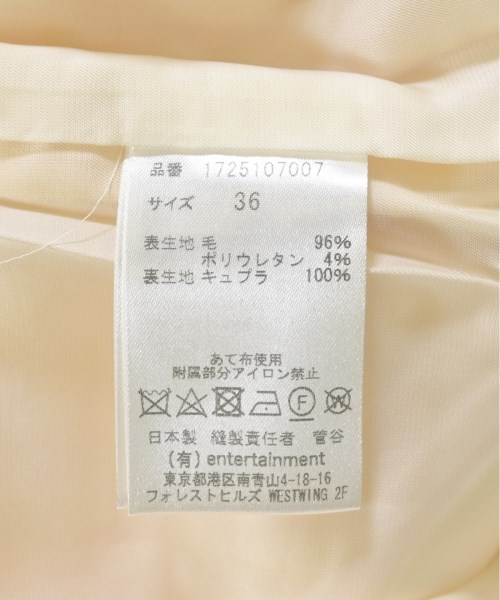 品番 1725107007
サイズ 36
表生地 毛 96%
ポリウレタン 4%
裏生地 キュプラ 100%
あて布使用
附属部分アイロン禁止
日本製 縫製責任者 菅谷
(有) entertainment
東京都港区南青山4-18-16
フォレストヒルズ WESTWING 2F